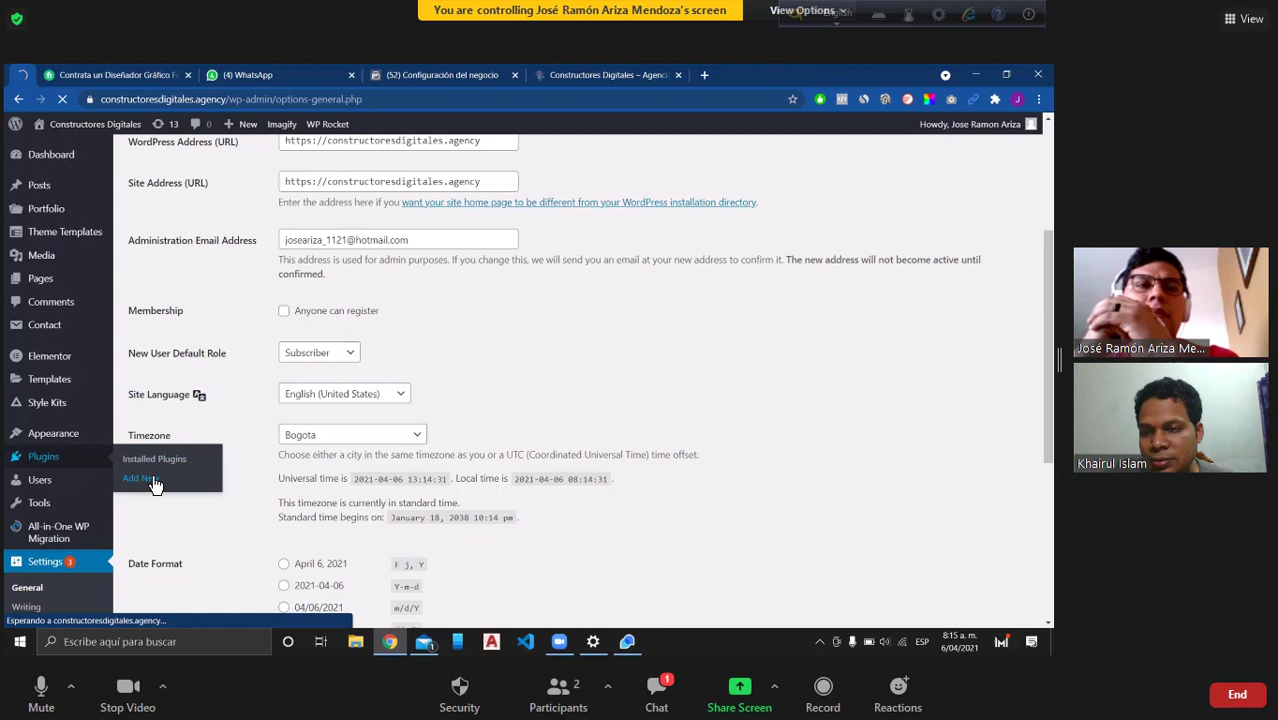 You are controlling José Ramón Ariza Mendoza's screen
View Options
English
View
Contrata un Diseñador Gráfico F
(4) WhatsApp
(52) Configuración del negocio
Constructores Digitales – Agenci
constructoresdigitales.agency/wp-admin/options-general.php
Constructores Digitales
13
0
New
Imagify
WP Rocket
Howdy, Jose Ramon Ariza
Dashboard
Posts
Portfolio
Theme Templates
Media
Pages
Comments
Contact
Elementor
Templates
Style Kits
Appearance
Plugins
Installed Plugins
Add New
Users
Tools
All-in-One WP
Migration
Settings 3
General
Writing
WordPress Address (URL)
https://constructoresdigitales.agency
Site Address (URL)
https://constructoresdigitales.agency
Enter the address here if you want your site home page to be different from your WordPress installation directory.
Administration Email Address
joseariza_1121@hotmail.com
This address is used for admin purposes. If you change this, we will send you an email at your new address to confirm it. The new address will not become active until
confirmed.
Membership
Anyone can register
New User Default Role
Subscriber
Site Language
English (United States)
Timezone
Bogota
Choose either a city in the same timezone as you or a UTC (Coordinated Universal Time) time offset.
Universal time is 2021-04-06 13:14:31 . Local time is 2021-04-06 08:14:31 .
This timezone is currently in standard time.
Standard time begins on: January 18, 2038 10:14 pm .
Date Format
April 6, 2021
F j, Y
2021-04-06
Y-m-d
04/06/2021
m/d/Y
Esperando a constructoresdigitales.agency...
Escribe aquí para buscar
1
ESP
8:15 a. m.
6/04/2021
José Ramón Ariza Me...
Khairul Islam
Mute
Stop Video
Security
2
Participants
1
Chat
Share Screen
Record
Reactions
End